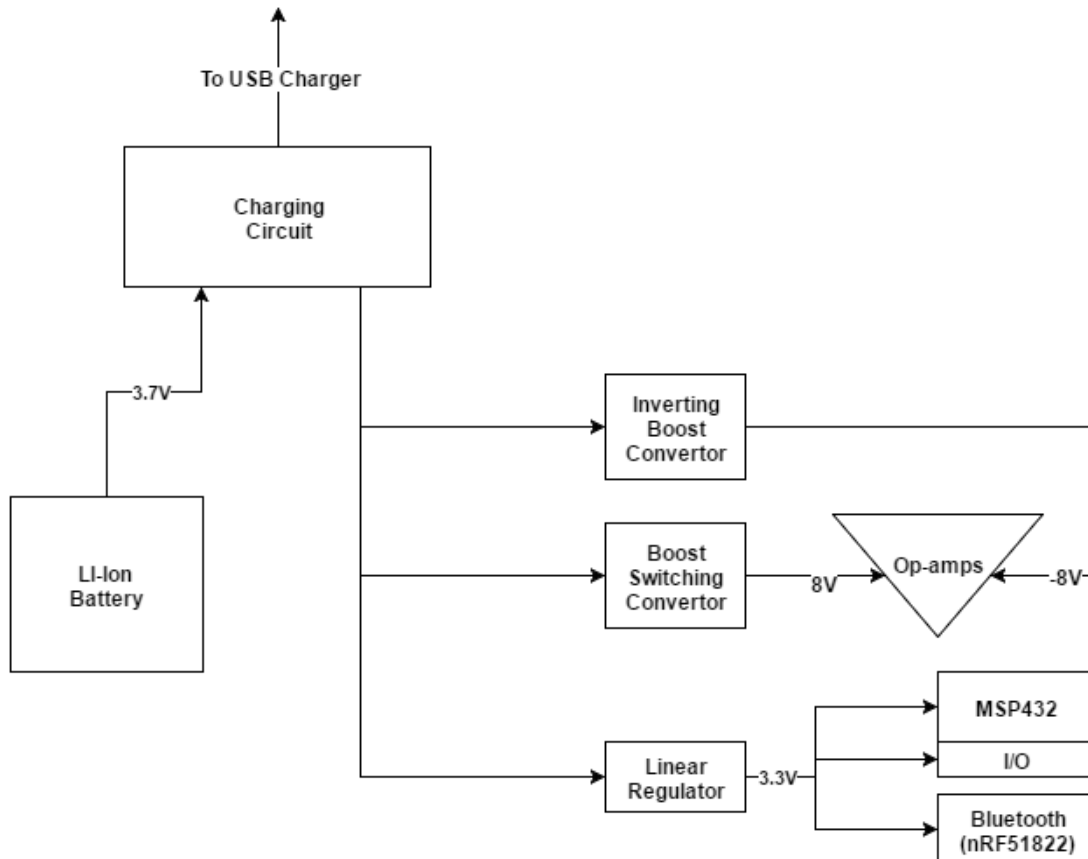 To USB Charger
Charging
Circuit
3.7V
Inverting
Boost
Convertor
LI-Ion
Battery
Boost
Switching
Convertor
8V
Op-amps
-8V
MSP432
Linear
Regulator
3.3V
I/O
Bluetooth
(nRF51822)